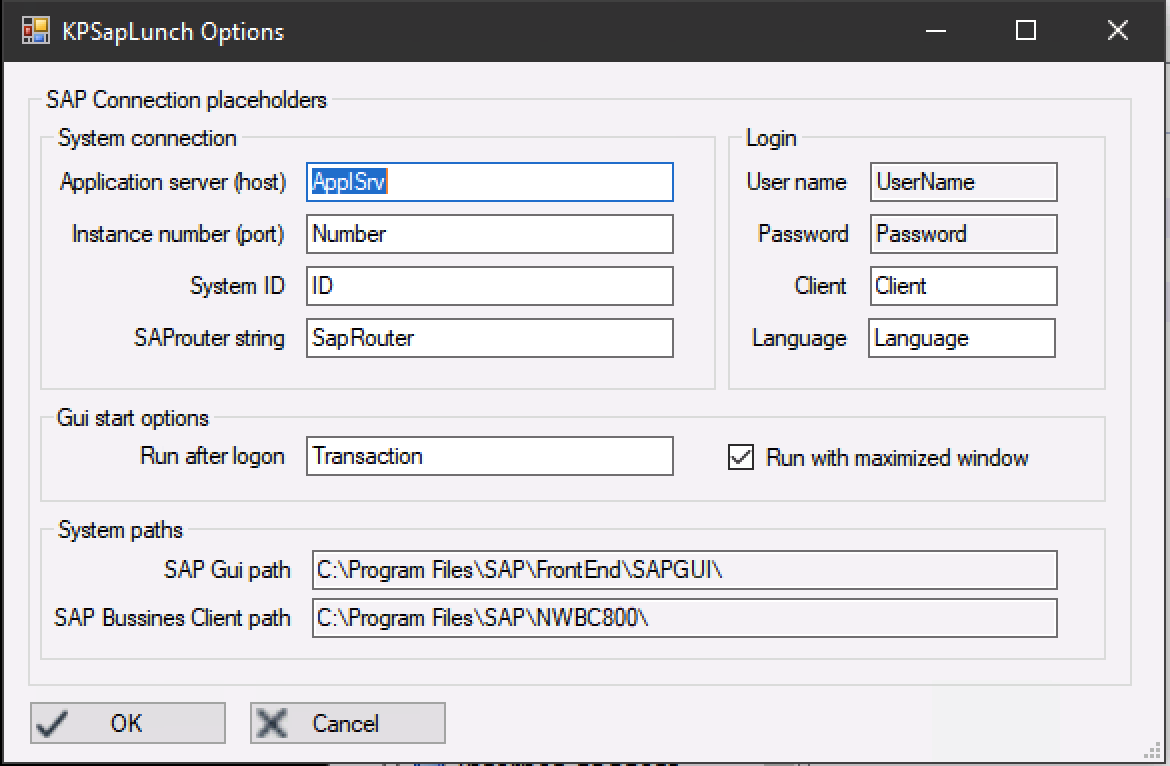 KPSapLunch Options
SAP Connection placeholders
System connection
Application server (host) ApplSrv
Instance number (port) Number
System ID ID
SAProuter string SapRouter
Login
User name UserName
Password Password
Client Client
Language Language
Gui start options
Run after logon Transaction
Run with maximized window
System paths
SAP Gui path C:\Program Files\SAP\FrontEnd\SAPGUI\
SAP Bussines Client path C:\Program Files\SAP\NWBC800\
OK Cancel